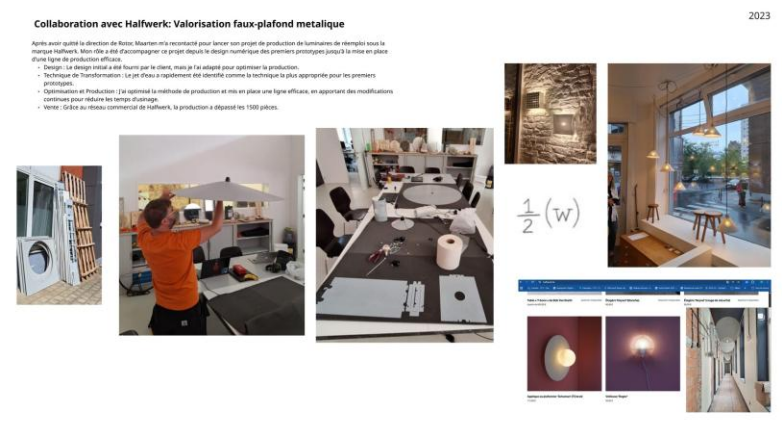 2023
Collaboration avec Halfwerk: Valorisation faux-plafond metalique
Après avoir quitté la direction de Rotor, Maarten m'a recontacté pour lancer son projet de production de luminaires de réemploi sous la
marque Halfwerk. Mon rôle a été d'accompagner ce projet depuis le design numérique des premiers prototypes jusqu'à la mise en place
d'une ligne de production efficace.
• Design : Le design initial a été fourni par le client, mais je l'ai adapté pour optimiser la production.
• Technique de Transformation : Le jet d'eau a rapidement été identifié comme la technique la plus appropriée pour les premiers
prototypes.
• Optimisation et Production : J'ai optimisé la méthode de production et mis en place une ligne efficace, en apportant des modifications
continues pour réduire les temps d'usinage.
• Vente : Grâce au réseau commercial de Halfwerk, la production a dépassé les 1500 pièces.
1/2 (w)